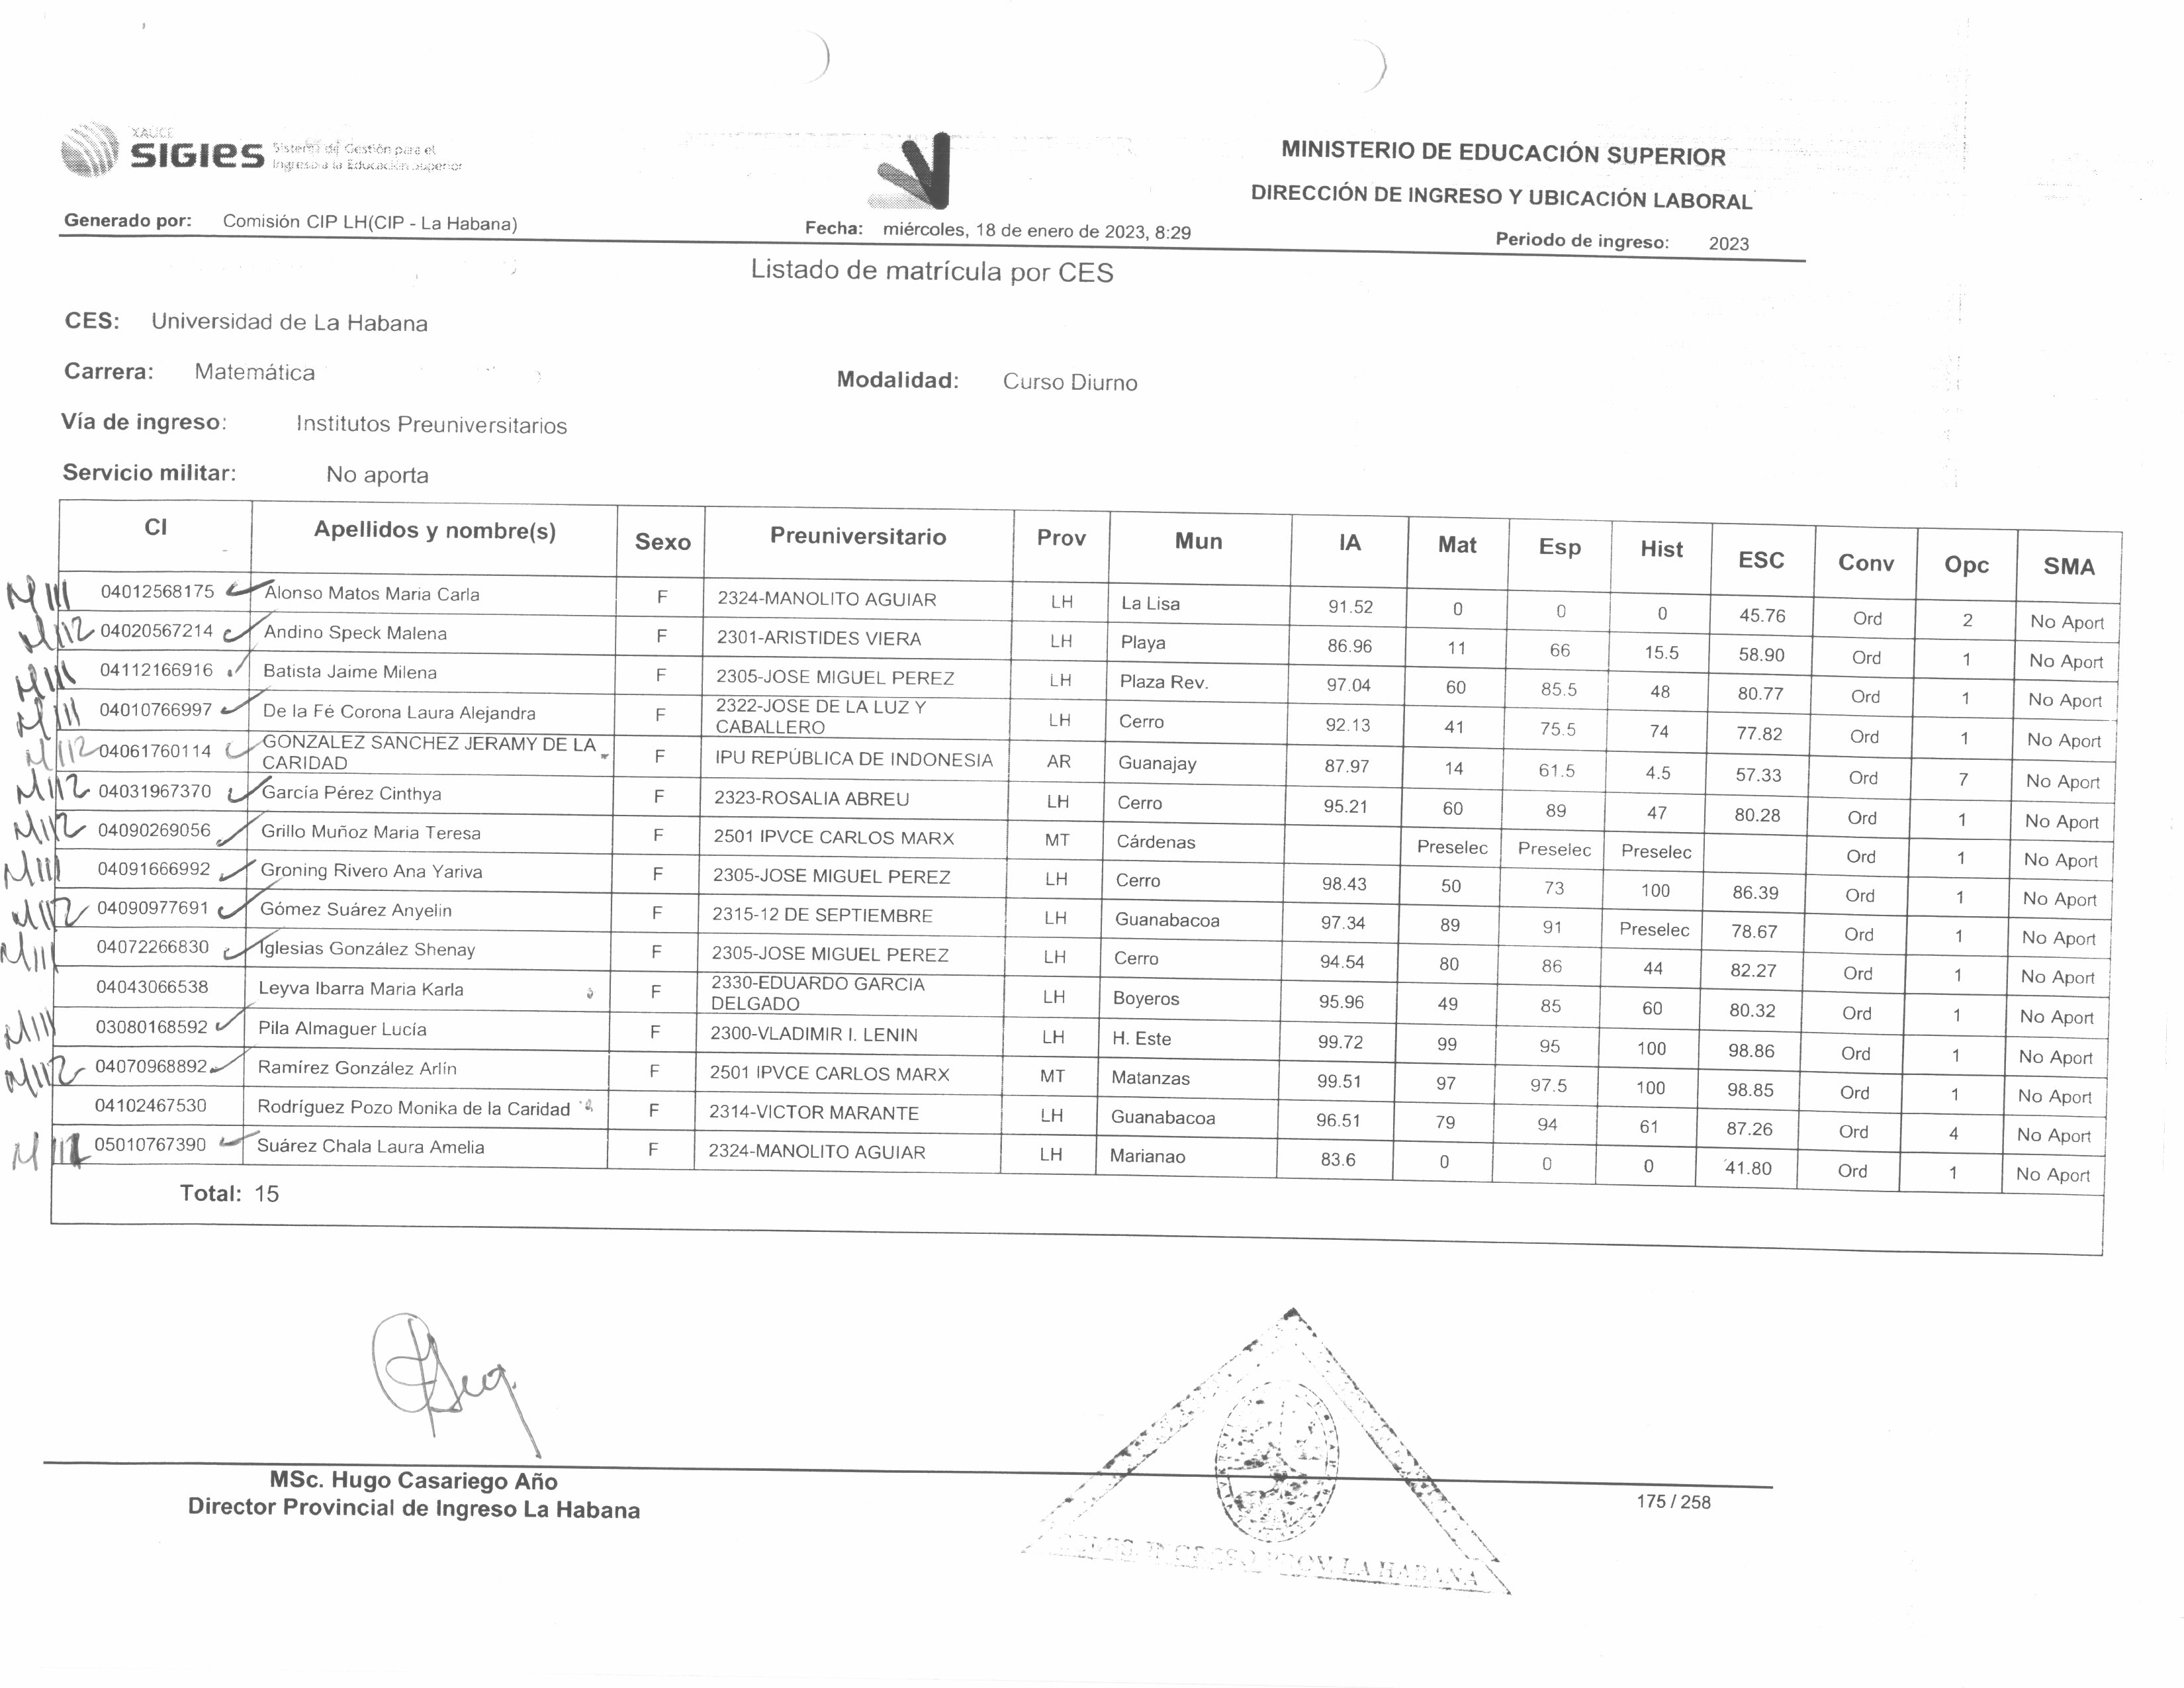 XAUCE
SIGIES Sistema de Gestión para el
Ingreso a la Educación Superior
MINISTERIO DE EDUCACIÓN SUPERIOR
DIRECCIÓN DE INGRESO Y UBICACIÓN LABORAL
Generado por: Comisión CIP LH(CIP - La Habana) Fecha: miércoles, 18 de enero de 2023, 8:29 Periodo de ingreso: 2023
Listado de matrícula por CES
CES: Universidad de La Habana
Carrera: Matemática Modalidad: Curso Diurno
Vía de ingreso: Institutos Preuniversitarios
Servicio militar: No aporta
CI Apellidos y nombre(s) Sexo Preuniversitario Prov Mun IA Mat Esp Hist ESC Conv Opc SMA
M111 04012568175 Alonso Matos Maria Carla F 2324-MANOLITO AGUIAR LH La Lisa 91.52 0 0 0 45.76 Ord 2 No Aport
M112 04020567214 Andino Speck Malena F 2301-ARISTIDES VIERA LH Playa 86.96 11 66 15.5 58.90 Ord 1 No Aport
M111 04112166916 Batista Jaime Milena F 2305-JOSE MIGUEL PEREZ LH Plaza Rev. 97.04 60 85.5 48 80.77 Ord 1 No Aport
M111 04010766997 De la Fé Corona Laura Alejandra F 2322-JOSE DE LA LUZ Y CABALLERO LH Cerro 92.13 41 75.5 74 77.82 Ord 1 No Aport
M112 04061760114 GONZALEZ SANCHEZ JERAMY DE LA CARIDAD F IPU REPÚBLICA DE INDONESIA AR Guanajay 87.97 14 61.5 4.5 57.33 Ord 7 No Aport
M112 04031967370 García Pérez Cinthya F 2323-ROSALIA ABREU LH Cerro 95.21 60 89 47 80.28 Ord 1 No Aport
M112 04090269056 Grillo Muñoz Maria Teresa F 2501 IPVCE CARLOS MARX MT Cárdenas Preselec Preselec Preselec Ord 1 No Aport
M111 04091666992 Groning Rivero Ana Yariva F 2305-JOSE MIGUEL PEREZ LH Cerro 98.43 50 73 100 86.39 Ord 1 No Aport
M112 04090977691 Gómez Suárez Anyelin F 2315-12 DE SEPTIEMBRE LH Guanabacoa 97.34 89 91 Preselec 78.67 Ord 1 No Aport
M111 04072266830 Iglesias González Shenay F 2305-JOSE MIGUEL PEREZ LH Cerro 94.54 80 86 44 82.27 Ord 1 No Aport
04043066538 Leyva Ibarra Maria Karla F 2330-EDUARDO GARCIA DELGADO LH Boyeros 95.96 49 85 60 80.32 Ord 1 No Aport
M111 03080168592 Pila Almaguer Lucía F 2300-VLADIMIR I. LENIN LH H. Este 99.72 99 95 100 98.86 Ord 1 No Aport
M112 04070968892 Ramírez González Arlín F 2501 IPVCE CARLOS MARX MT Matanzas 99.51 97 97.5 100 98.85 Ord 1 No Aport
04102467530 Rodríguez Pozo Monika de la Caridad F 2314-VICTOR MARANTE LH Guanabacoa 96.51 79 94 61 87.26 Ord 4 No Aport
05010767390 Suárez Chala Laura Amelia F 2324-MANOLITO AGUIAR LH Marianao 83.6 0 0 0 41.80 Ord 1 No Aport
Total: 15
MSc. Hugo Casariego Año
Director Provincial de Ingreso La Habana
175 / 258
LA HABANA